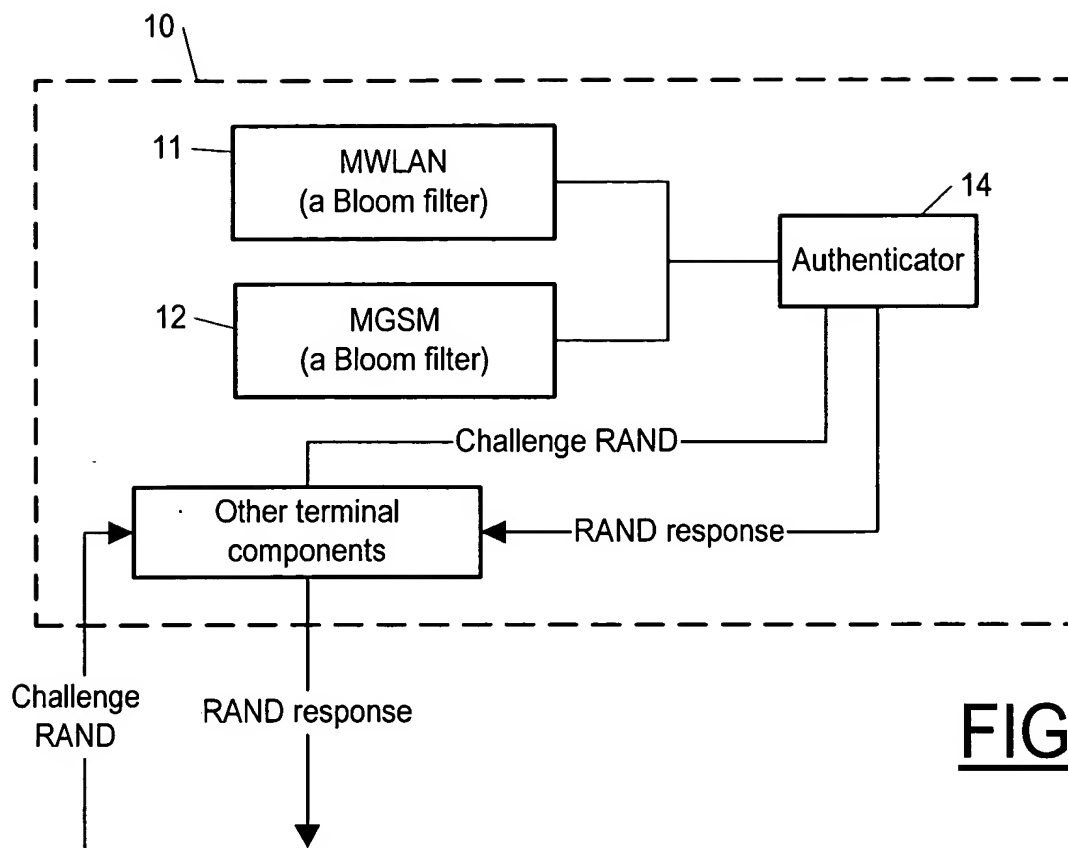 10
11
MWLAN
(a Bloom filter)
14
Authenticator
12
MGSM
(a Bloom filter)
Challenge RAND
Other terminal
components
RAND response
Challenge
RAND
RAND response
FIG